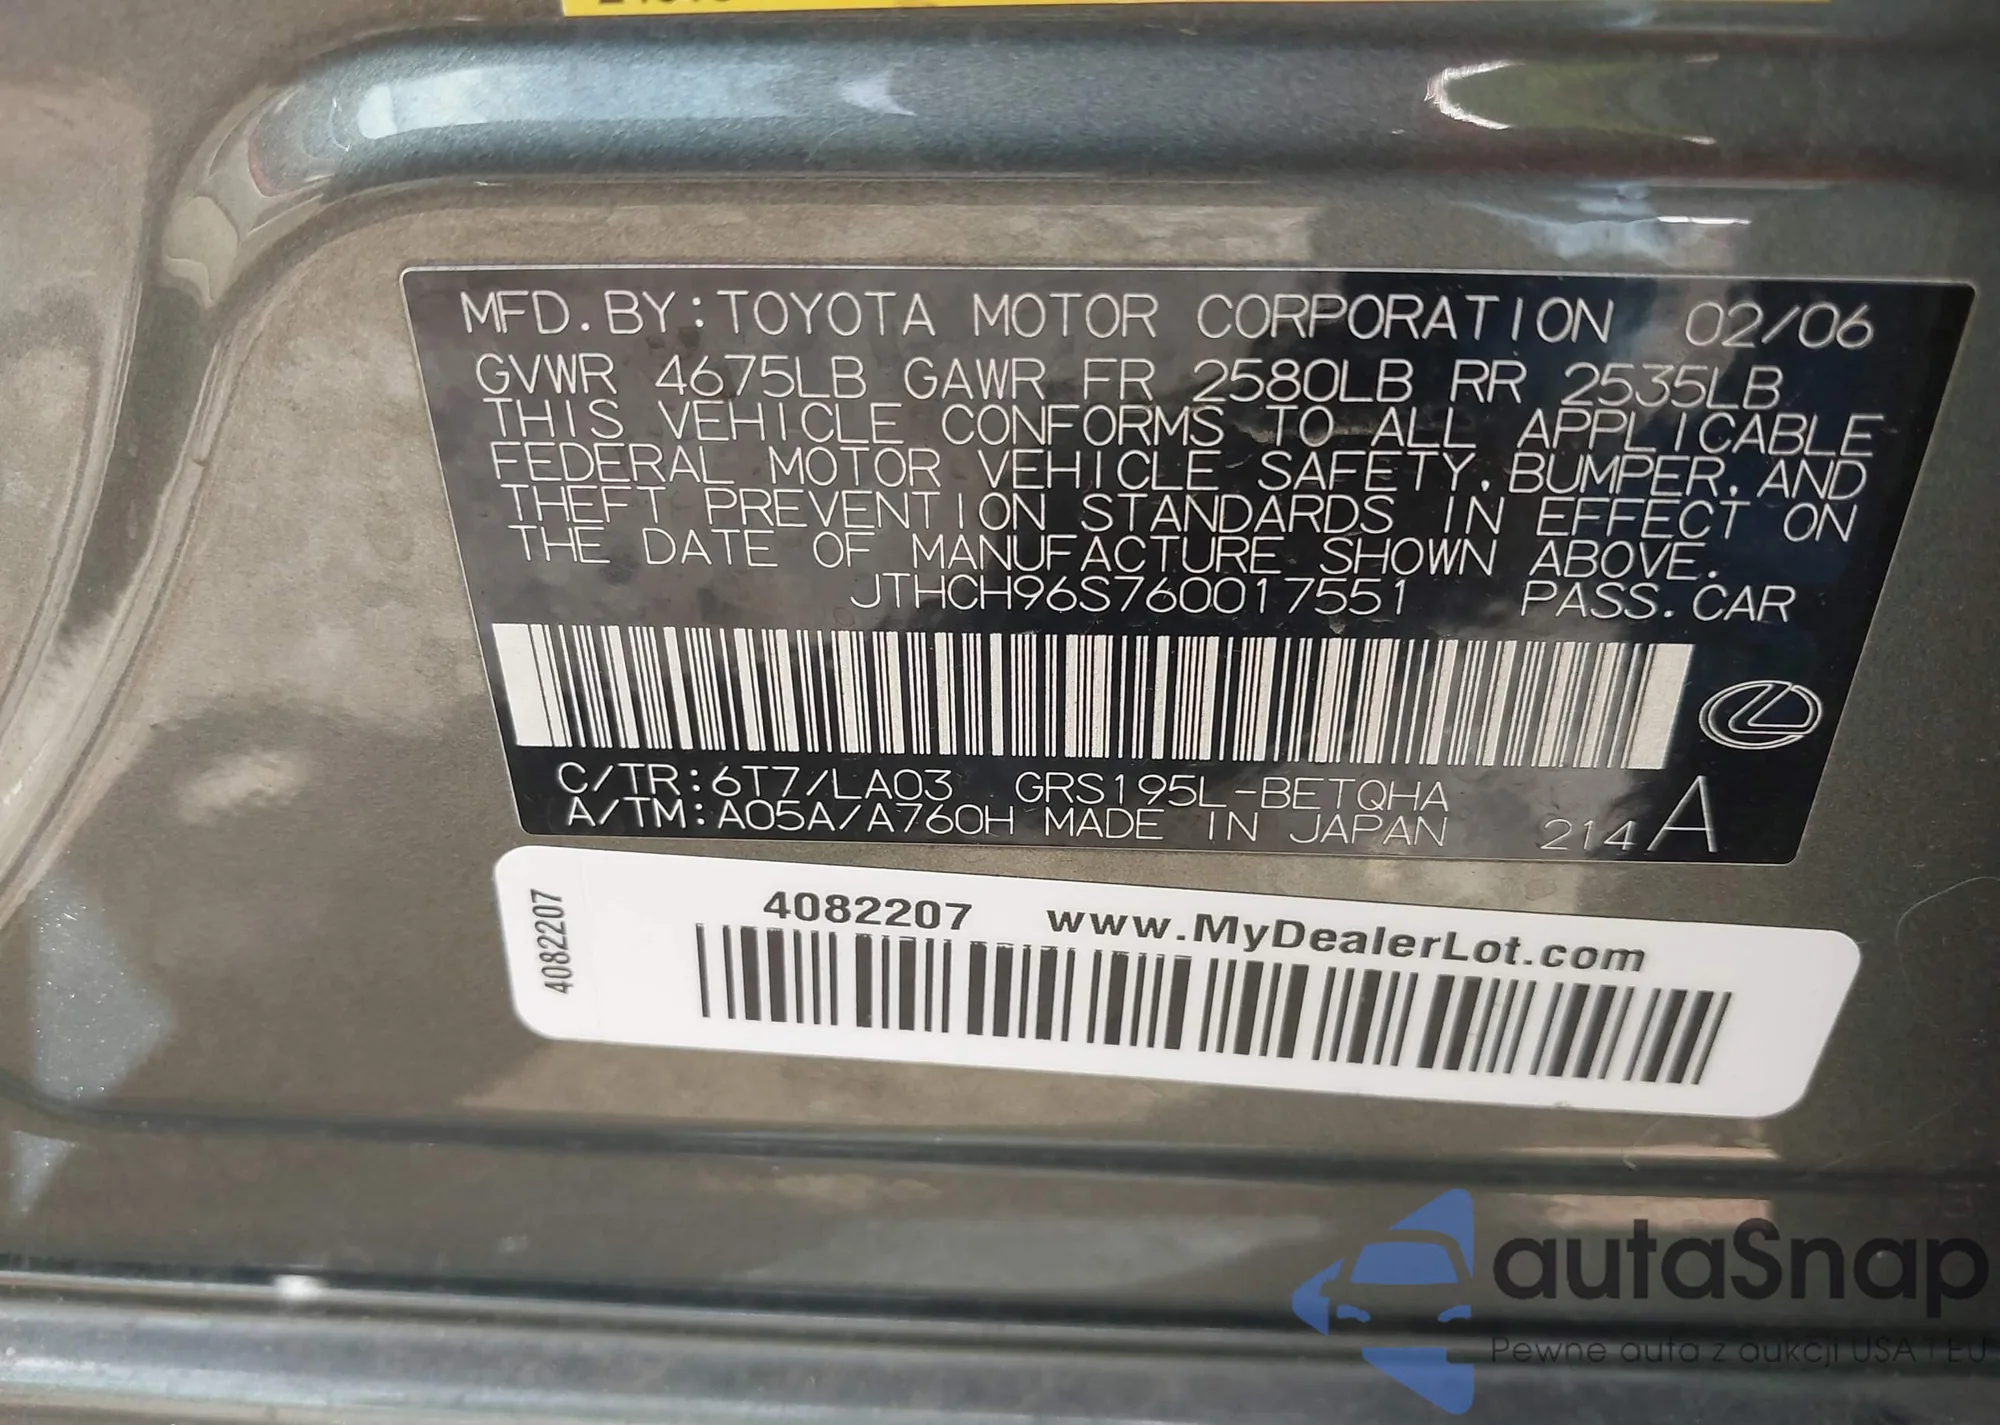 MFD. BY: TOYOTA MOTOR CORPORATION 02/06
GVWR 4675LB GAWR FR 2580LB RR 2535LB
THIS VEHICLE CONFORMS TO ALL APPLICABLE
FEDERAL MOTOR VEHICLE SAFETY, BUMPER, AND
THEFT PREVENTION STANDARDS IN EFFECT ON
THE DATE OF MANUFACTURE SHOWN ABOVE.
JTHCH96S760017551 PASS. CAR
C/TR: 6T7/LA03 GRS195L-BETQHA
A/TM: A05A/A760H MADE IN JAPAN 214 A
4082207
4082207 www.MyDealerLot.com
autaSnap
Pewne auta z aukcji USA i EU